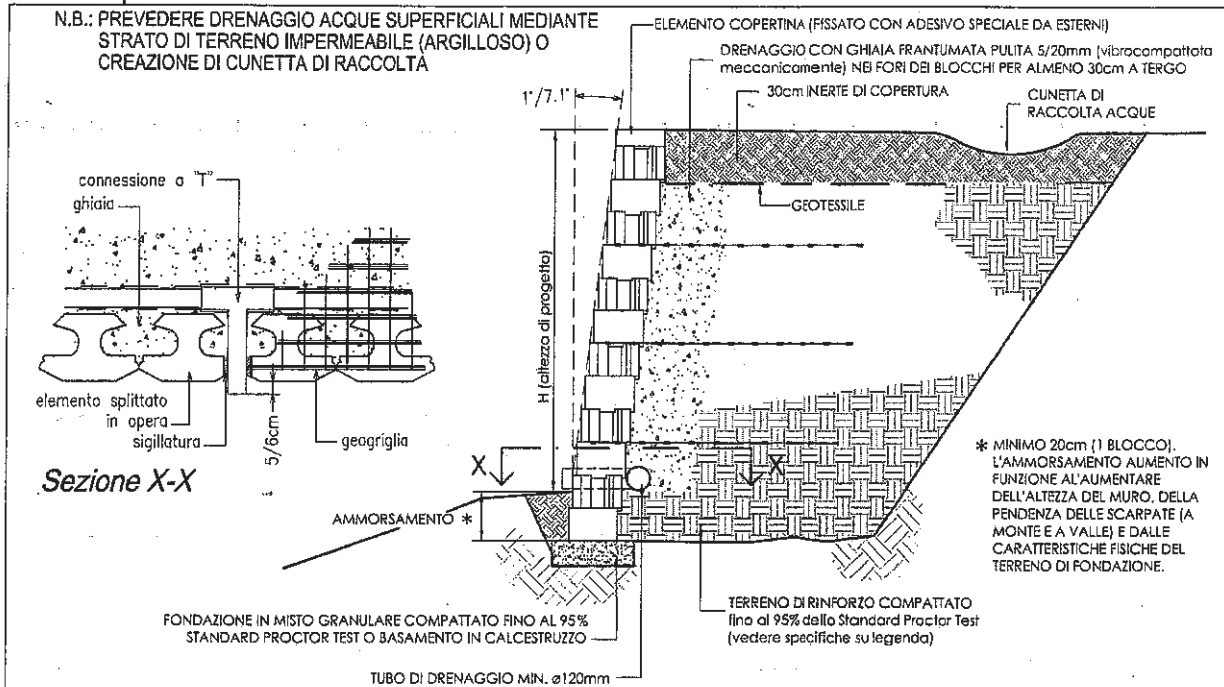 N.B.: PREVEDERE DRENAGGIO ACQUE SUPERFICIALI MEDIANTE
STRATO DI TERRENO IMPERMEABILE (ARGILLOSO) O
CREAZIONE DI CUNETTA DI RACCOLTA
ELEMENTO COPERTINA (FISSATO CON ADESIVO SPECIALE DA ESTERNI)
DRENAGGIO CON GHIAIA FRANTUMATA PULITA 5/20mm (vibrocompattata
meccanicamente) NEI FORI DEI BLOCCHI PER ALMENO 30cm A TERGO
30cm INERTE DI COPERTURA
CUNETTA DI
RACCOLTA ACQUE
1"/7.1"
GEOTESSILE
H (altezza di progetto)
connessione a "T"
ghiaia
elemento splittato
in opera
sigillatura
5/6cm
geogriglia
Sezione X-X
X
X
AMMORSAMENTO *
* MINIMO 20cm (1 BLOCCO).
L'AMMORSAMENTO AUMENTO IN
FUNZIONE AL'AUMENTARE
DELL'ALTEZZA DEL MURO, DELLA
PENDENZA DELLE SCARPATE (A
MONTE E A VALLE) E DALLE
CARATTERISTICHE FISICHE DEL
TERRENO DI FONDAZIONE.
FONDAZIONE IN MISTO GRANULARE COMPATTATO FINO AL 95%
STANDARD PROCTOR TEST O BASAMENTO IN CALCESTRUZZO
TERRENO DI RINFORZO COMPATTATO
fino al 95% dello Standard Proctor Test
(vedere specifiche su legenda)
TUBO DI DRENAGGIO MIN. ø120mm